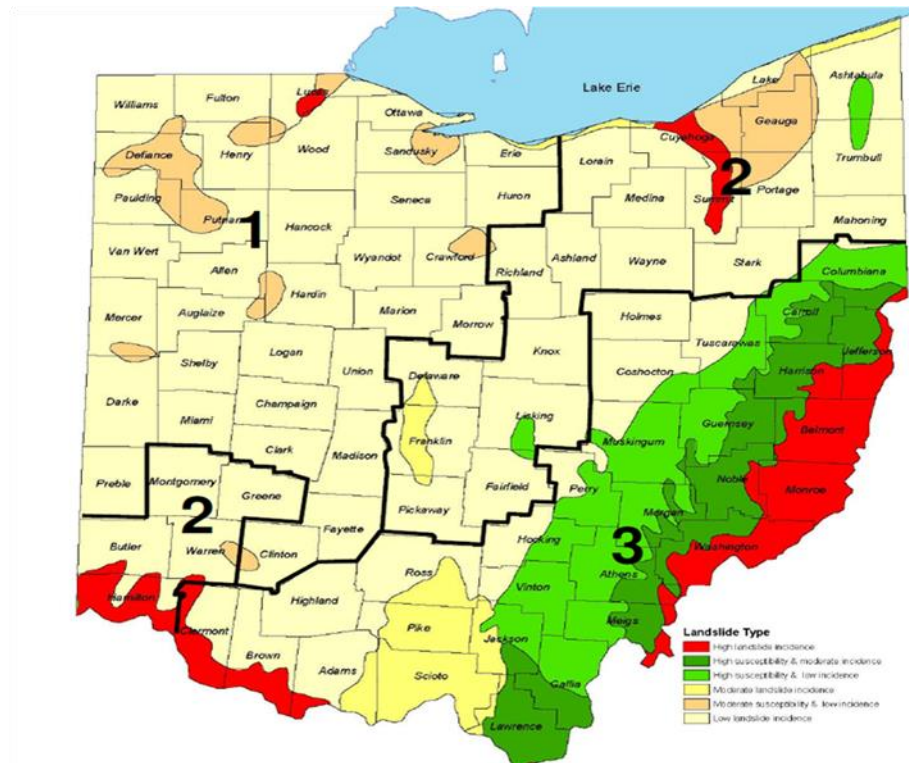 Lake Erie
Williams
Fulton
Lucas
Ottawa
Lake
Ashtabula
Defiance
Henry
Wood
Sandusky
Erie
Lorain
Cuyahoga
Geauga
Trumbull
Paulding
Putnam
1
Hancock
Seneca
Huron
Medina
Summit
2
Portage
Mahoning
Van Wert
Allen
Wyandot
Crawford
Richland
Ashland
Wayne
Stark
Columbiana
Mercer
Auglaize
Hardin
Marion
Morrow
Holmes
Carroll
Tuscarawas
Jefferson
Shelby
Logan
Union
Delaware
Knox
Coshocton
Harrison
Darke
Miami
Champaign
Clark
Madison
Franklin
Licking
Muskingum
Guernsey
Belmont
Preble
Montgomery
Greene
Pickaway
Fairfield
Perry
Noble
Monroe
2
Butler
Warren
Clinton
Fayette
Hocking
Morgan
3
Washington
Hamilton
Clermont
Highland
Ross
Vinton
Athens
Brown
Adams
Pike
Scioto
Jackson
Meigs
Gallia
Lawrence
Landslide Type
High landslide incidence
High susceptibility & moderate incidence
High susceptibility & low incidence
Moderate landslide incidence
Moderate susceptibility & low incidence
Low landslide incidence